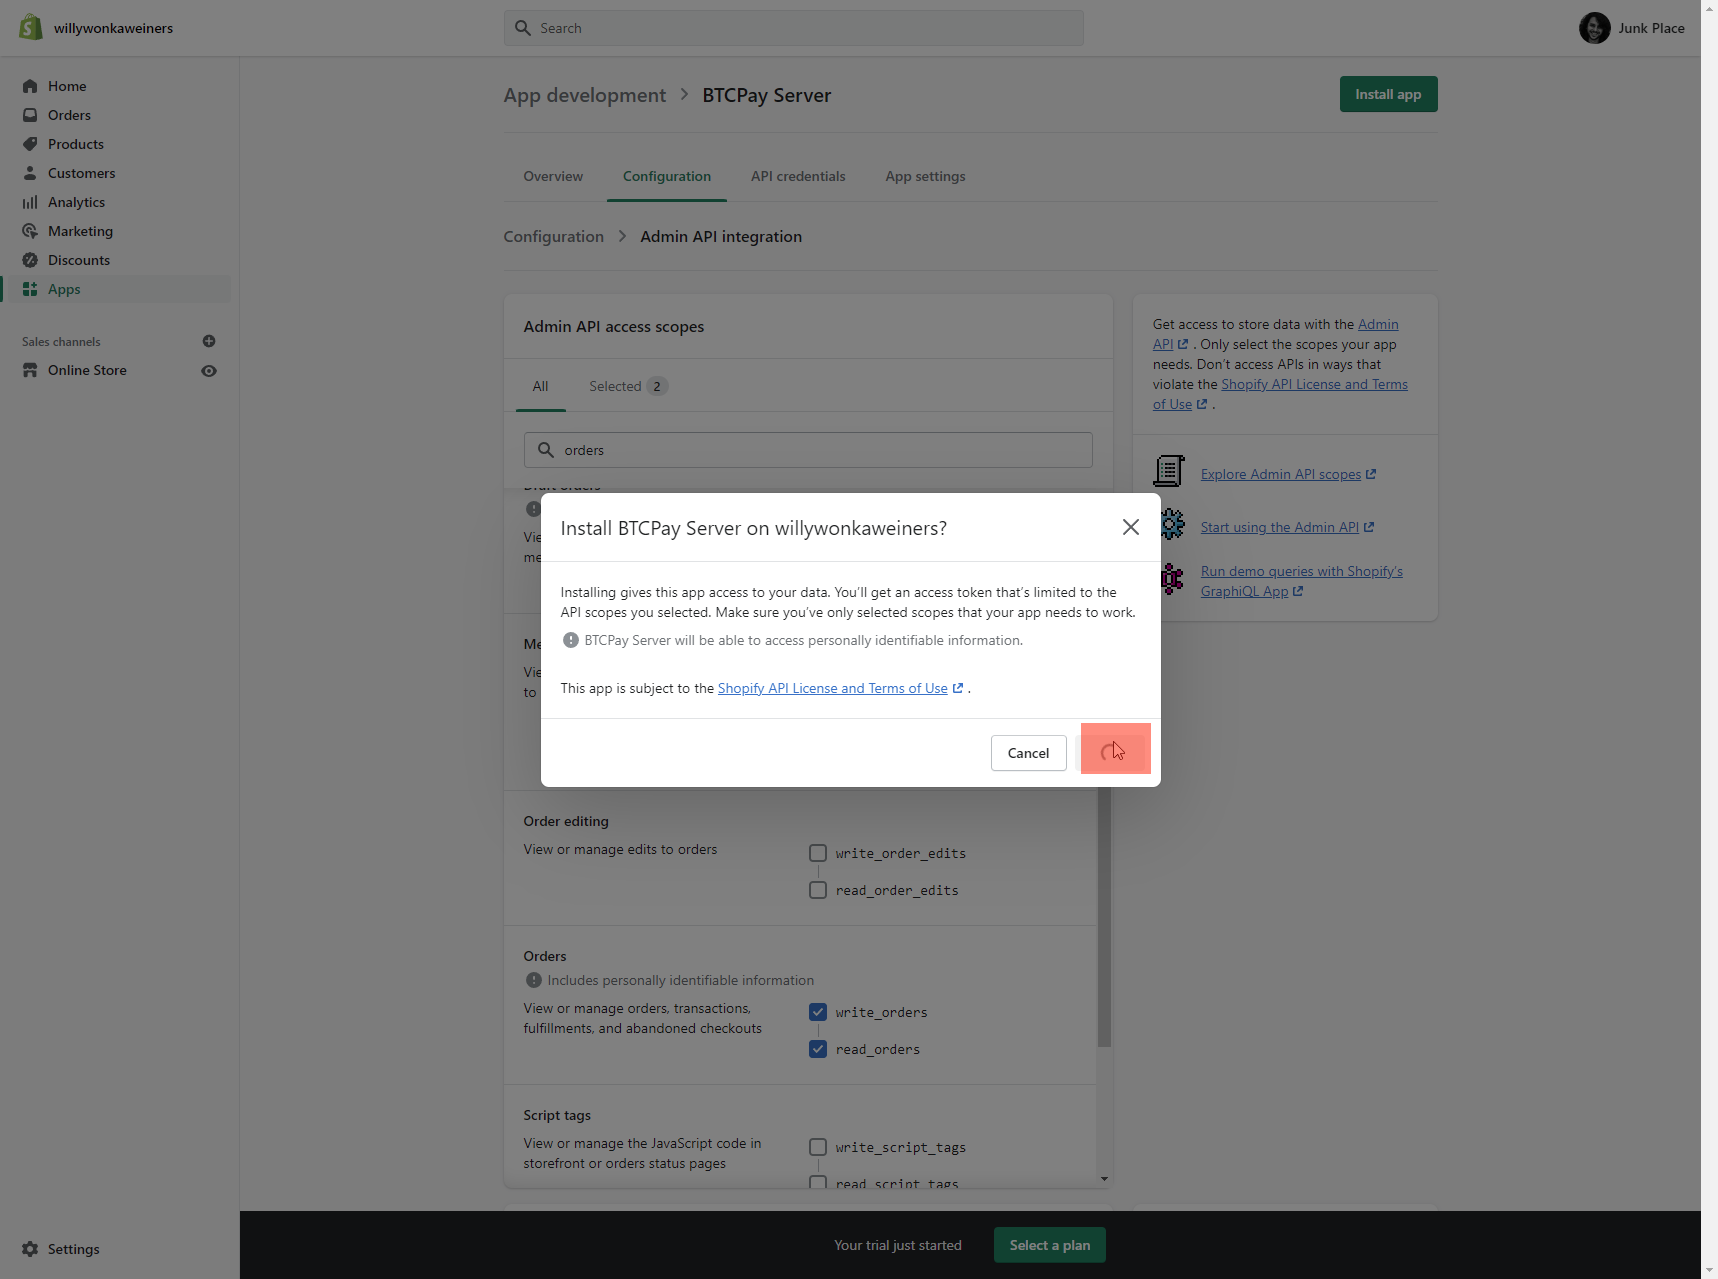 willywonkaweiners
Search
Junk Place
Home
Orders
Products
Customers
Analytics
Marketing
Discounts
Apps
Sales channels
Online Store
Settings
App development > BTCPay Server
Install app
Overview Configuration API credentials App settings
Configuration > Admin API integration
Admin API access scopes
All Selected 2
orders
Draft orders
Vie
me
Me
Vie
to
Install BTCPay Server on willywonkaweiners?
Installing gives this app access to your data. You'll get an access token that's limited to the
API scopes you selected. Make sure you've only selected scopes that your app needs to work.
BTCPay Server will be able to access personally identifiable information.
This app is subject to the Shopify API License and Terms of Use .
Cancel
Order editing
View or manage edits to orders
write_order_edits
read_order_edits
Orders
Includes personally identifiable information
View or manage orders, transactions,
fulfillments, and abandoned checkouts
write_orders
read_orders
Script tags
View or manage the JavaScript code in
storefront or orders status pages
write_script_tags
read_script_tags
Get access to store data with the Admin
API . Only select the scopes your app
needs. Don't access APIs in ways that
violate the Shopify API License and Terms
of Use .
Explore Admin API scopes
Start using the Admin API
Run demo queries with Shopify's
GraphiQL App
Your trial just started
Select a plan